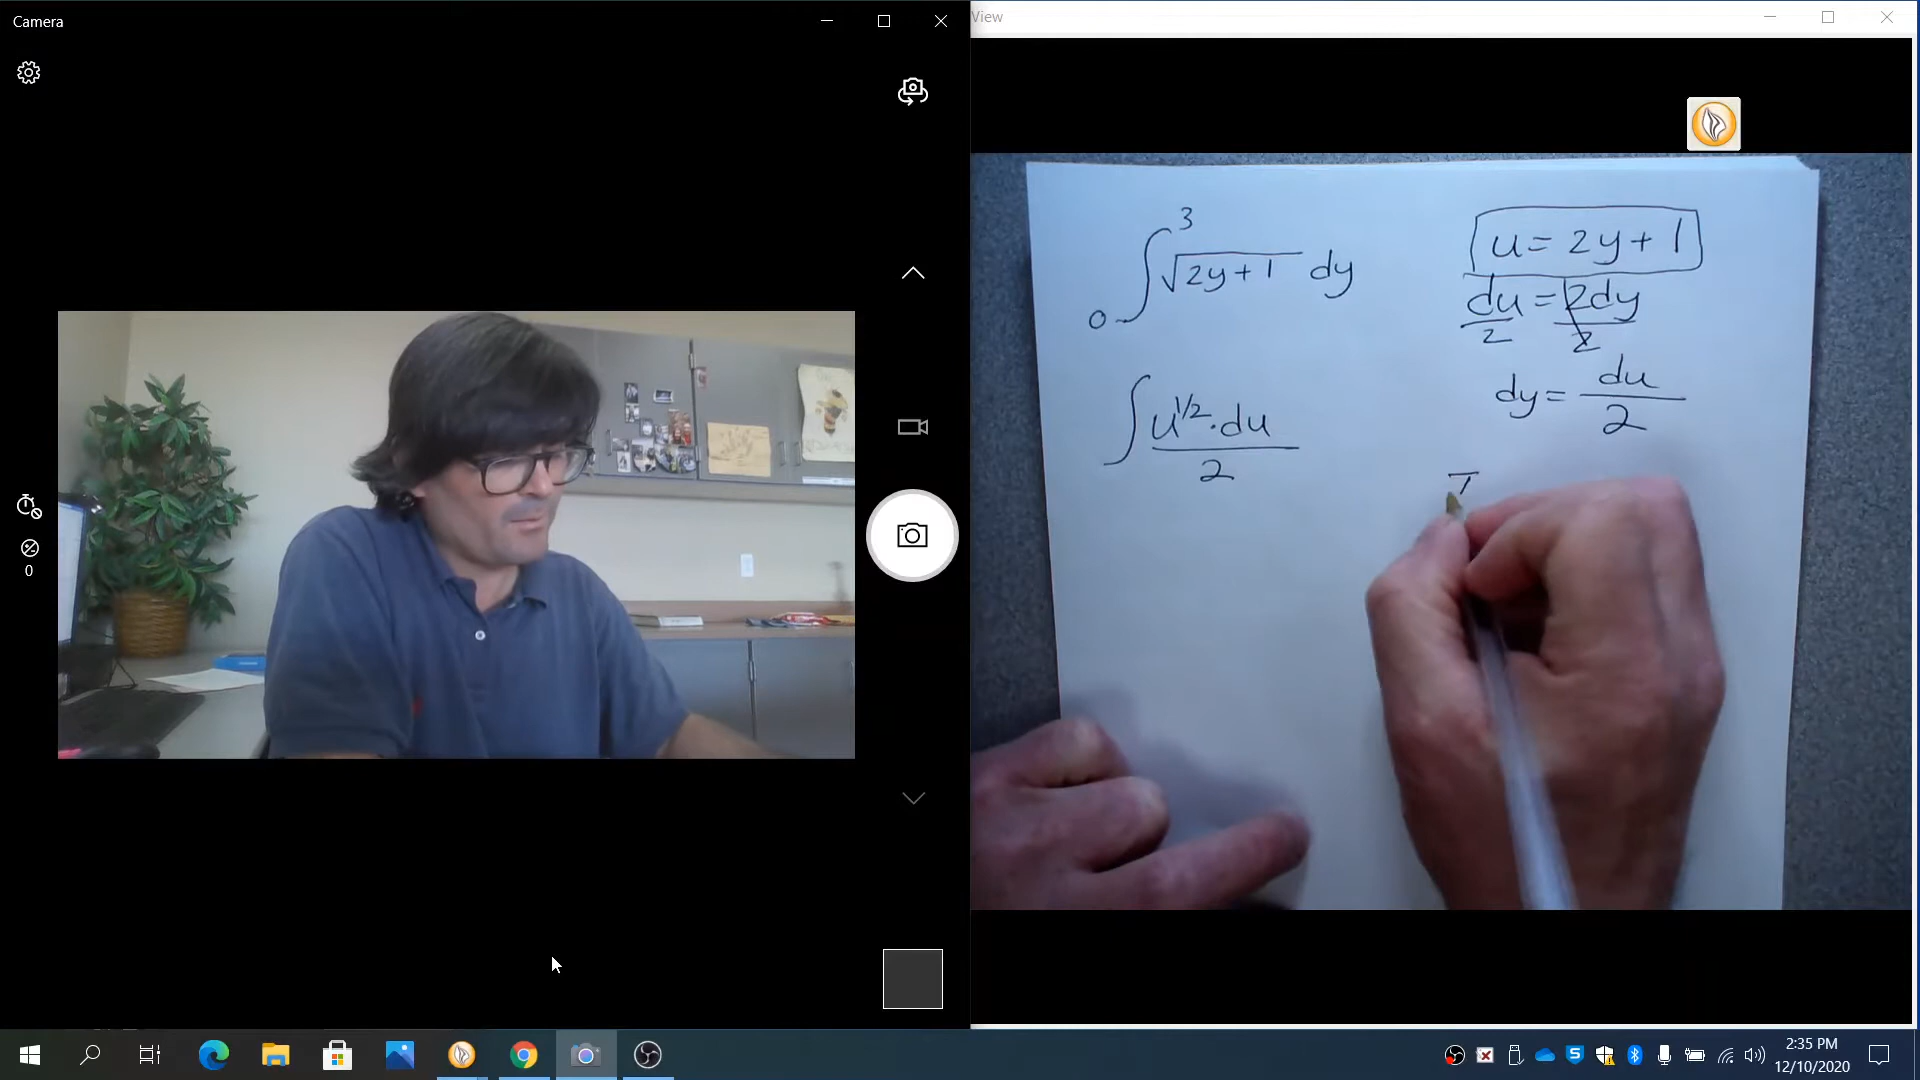 Camera
View
3
∫ √2y+1 dy
0
u = 2y+1
du = 2dy
2 2
dy = du
2
∫ u^1/2 · du
2
0
2:35 PM
12/10/2020